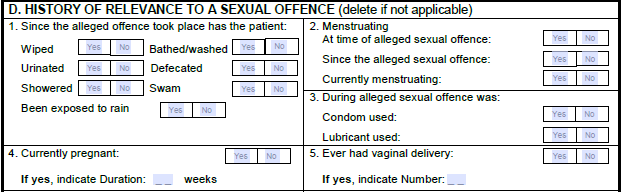 D. HISTORY OF RELEVANCE TO A SEXUAL OFFENCE (delete if not applicable)
1. Since the alleged offence took place has the patient:
Wiped Yes No Bathed/washed Yes No
Urinated Yes No Defecated Yes No
Showered Yes No Swam Yes No
Been exposed to rain Yes No
2. Menstruating
At time of alleged sexual offence: Yes No
Since the alleged sexual offence: Yes No
Currently menstruating: Yes No
3. During alleged sexual offence was:
Condom used: Yes No
Lubricant used: Yes No
4. Currently pregnant: Yes No
If yes, indicate Duration: _ _ weeks
5. Ever had vaginal delivery: Yes No
If yes, indicate Number: _ _